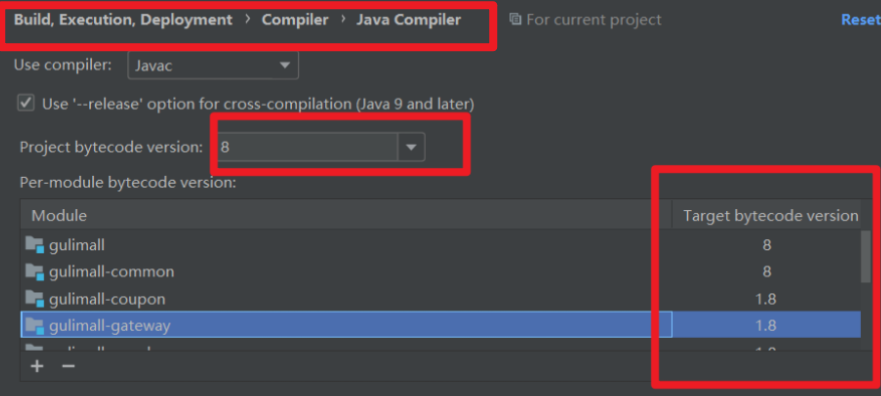 Build, Execution, Deployment › Compiler › Java Compiler For current project Reset
Use compiler: Javac
Use '--release' option for cross-compilation (Java 9 and later)
Project bytecode version: 8
Per-module bytecode version:
Module Target bytecode version
gulimall 8
gulimall-common 8
gulimall-coupon 1.8
gulimall-gateway 1.8
+ −